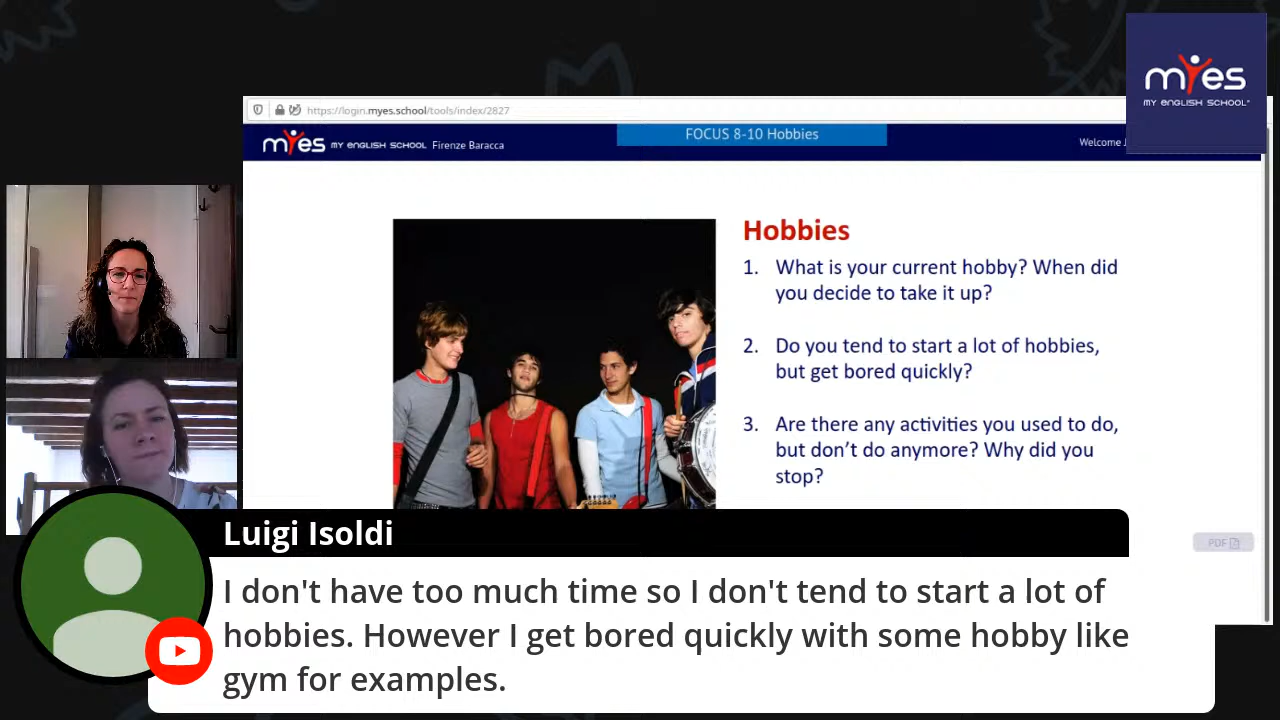 myes
MY ENGLISH SCHOOL
https://login.myes.school/tools/index/2827
myes MY ENGLISH SCHOOL Firenze Baracca
FOCUS 8-10 Hobbies
Welcome J
Hobbies
1. What is your current hobby? When did
you decide to take it up?
2. Do you tend to start a lot of hobbies,
but get bored quickly?
3. Are there any activities you used to do,
but don't do anymore? Why did you
stop?
PDF
Luigi Isoldi
I don't have too much time so I don't tend to start a lot of
hobbies. However I get bored quickly with some hobby like
gym for examples.